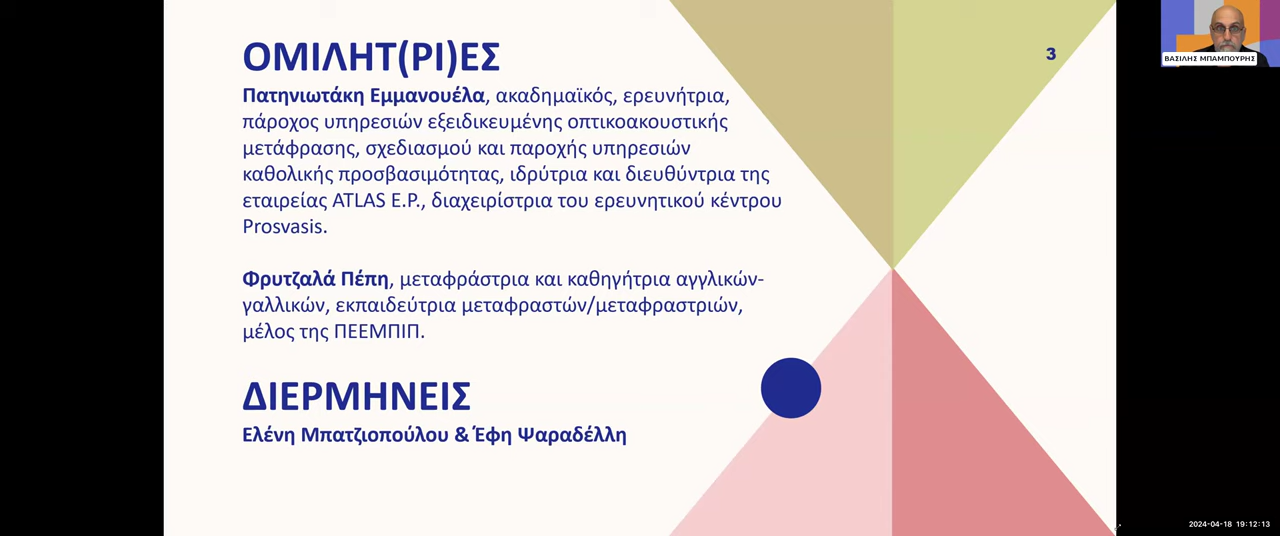 ΟΜΙΛΗΤ(ΡΙ)ΕΣ
3
Πατηνιωτάκη Εμμανουέλα, ακαδημαϊκός, ερευνήτρια,
πάροχος υπηρεσιών εξειδικευμένης οπτικοακουστικής
μετάφρασης, σχεδιασμού και παροχής υπηρεσιών
καθολικής προσβασιμότητας, ιδρύτρια και διευθύντρια της
εταιρείας ATLAS E.P., διαχειρίστρια του ερευνητικού κέντρου
Prosvasis.
Φρυτζαλά Πέπη, μεταφράστρια και καθηγήτρια αγγλικών-
γαλλικών, εκπαιδεύτρια μεταφραστών/μεταφραστριών,
μέλος της ΠΕΕΜΠΙΠ.
ΔΙΕΡΜΗΝΕΙΣ
Ελένη Μπατζιοπούλου & Έφη Ψαραδέλλη
ΒΑΣΙΛΗΣ ΜΠΑΜΠΟΥΡΗΣ
2024-04-18 19:12:13